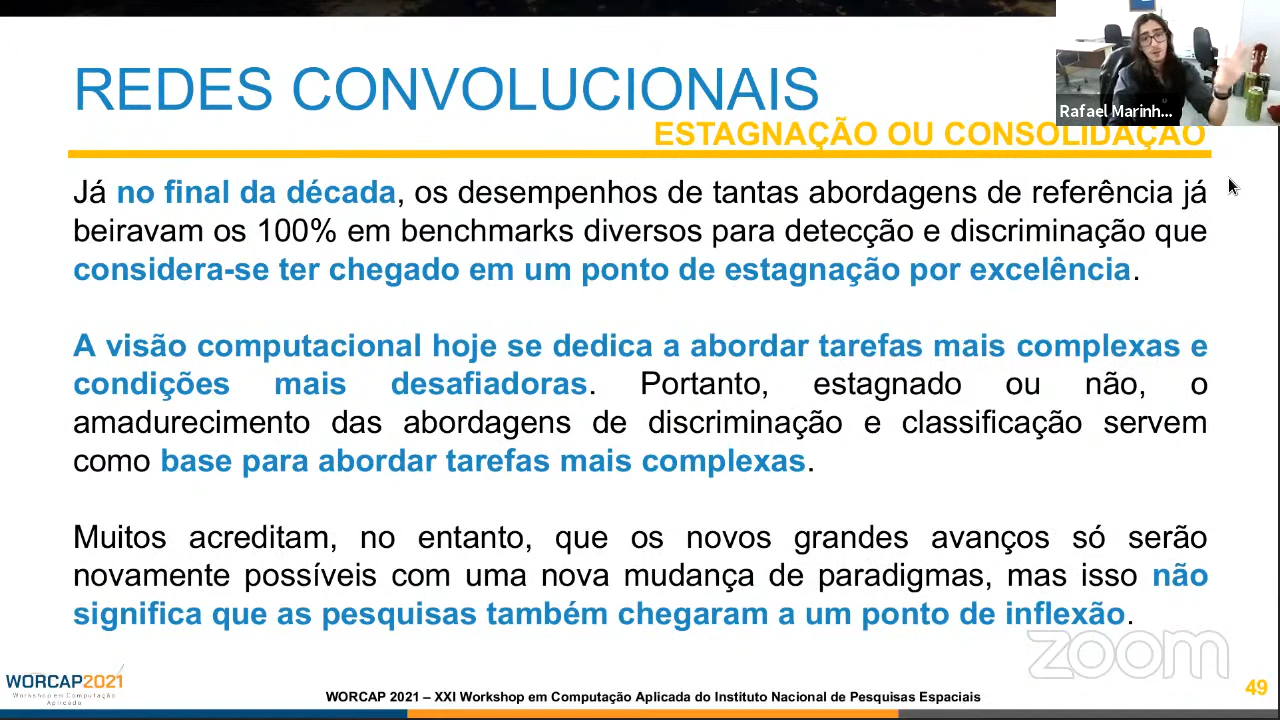 REDES CONVOLUCIONAIS
Rafael Marinh...
ESTAGNAÇÃO OU CONSOLIDAÇÃO
Já no final da década, os desempenhos de tantas abordagens de referência já
beiravam os 100% em benchmarks diversos para detecção e discriminação que
considera-se ter chegado em um ponto de estagnação por excelência.
A visão computacional hoje se dedica a abordar tarefas mais complexas e
condições mais desafiadoras. Portanto, estagnado ou não, o
amadurecimento das abordagens de discriminação e classificação servem
como base para abordar tarefas mais complexas.
Muitos acreditam, no entanto, que os novos grandes avanços só serão
novamente possíveis com uma nova mudança de paradigmas, mas isso não
significa que as pesquisas também chegaram a um ponto de inflexão.
zoom
WORCAP2021
Workshop em Computação
Aplicada
WORCAP 2021 – XXI Workshop em Computação Aplicada do Instituto Nacional de Pesquisas Espaciais
49